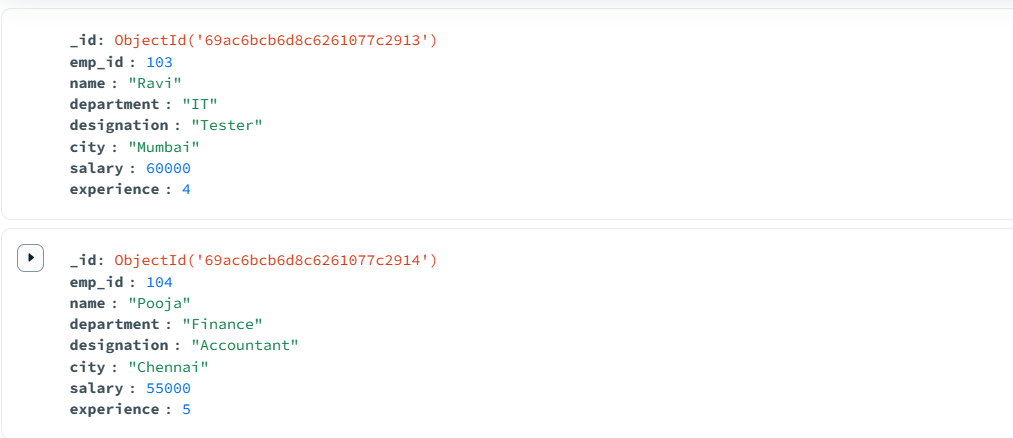 _id: ObjectId('69ac6bcb6d8c6261077c2913')
emp_id : 103
name : "Ravi"
department : "IT"
designation : "Tester"
city : "Mumbai"
salary : 60000
experience : 4
_id: ObjectId('69ac6bcb6d8c6261077c2914')
emp_id : 104
name : "Pooja"
department : "Finance"
designation : "Accountant"
city : "Chennai"
salary : 55000
experience : 5